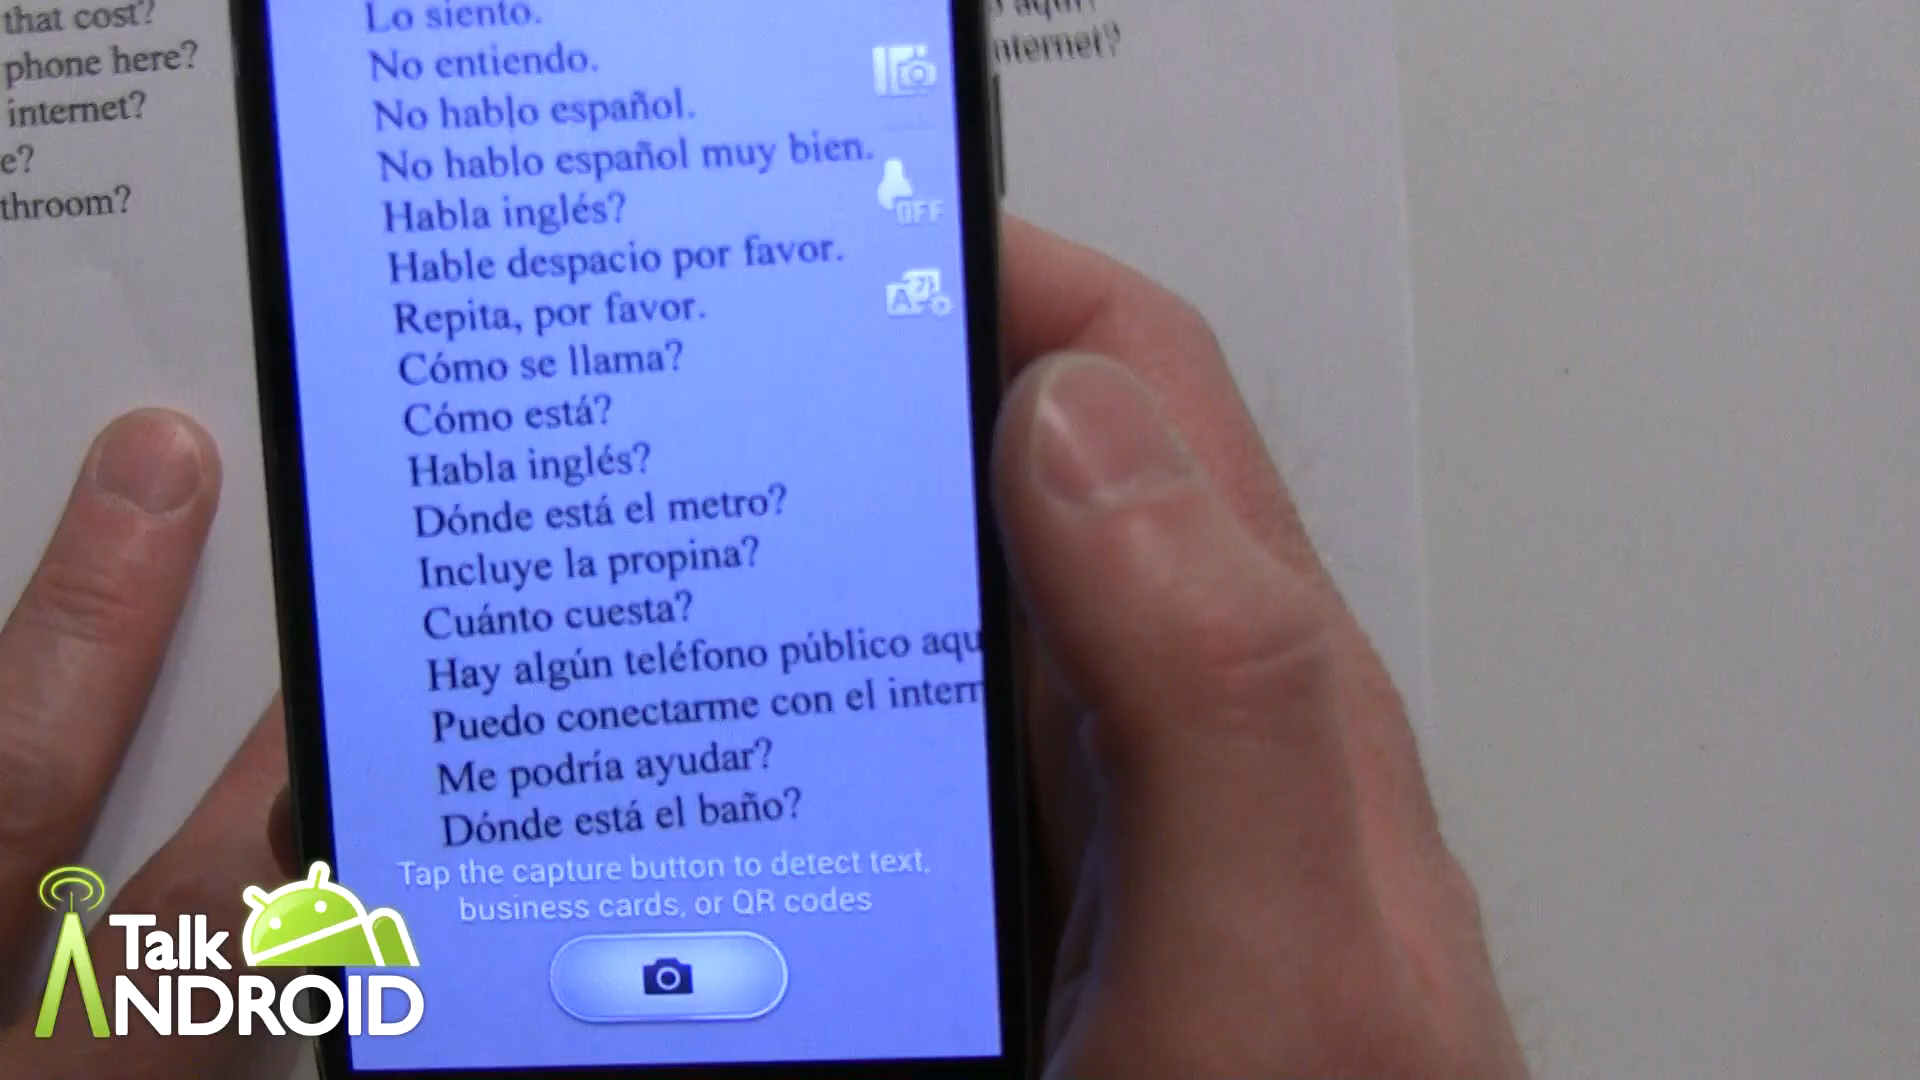 that cost?
phone here?
internet?
e?
throom?
Lo siento.
No entiendo.
No hablo español.
No hablo español muy bien.
Habla inglés?
Hable despacio por favor.
Repita, por favor.
Cómo se llama?
Cómo está?
Habla inglés?
Dónde está el metro?
Incluye la propina?
Cuánto cuesta?
Hay algún teléfono público aqu
Puedo conectarme con el intern
Me podría ayudar?
Dónde está el baño?
OFF
A
Tap the capture button to detect text,
business cards, or QR codes
nternet?
Talk
ANDROID